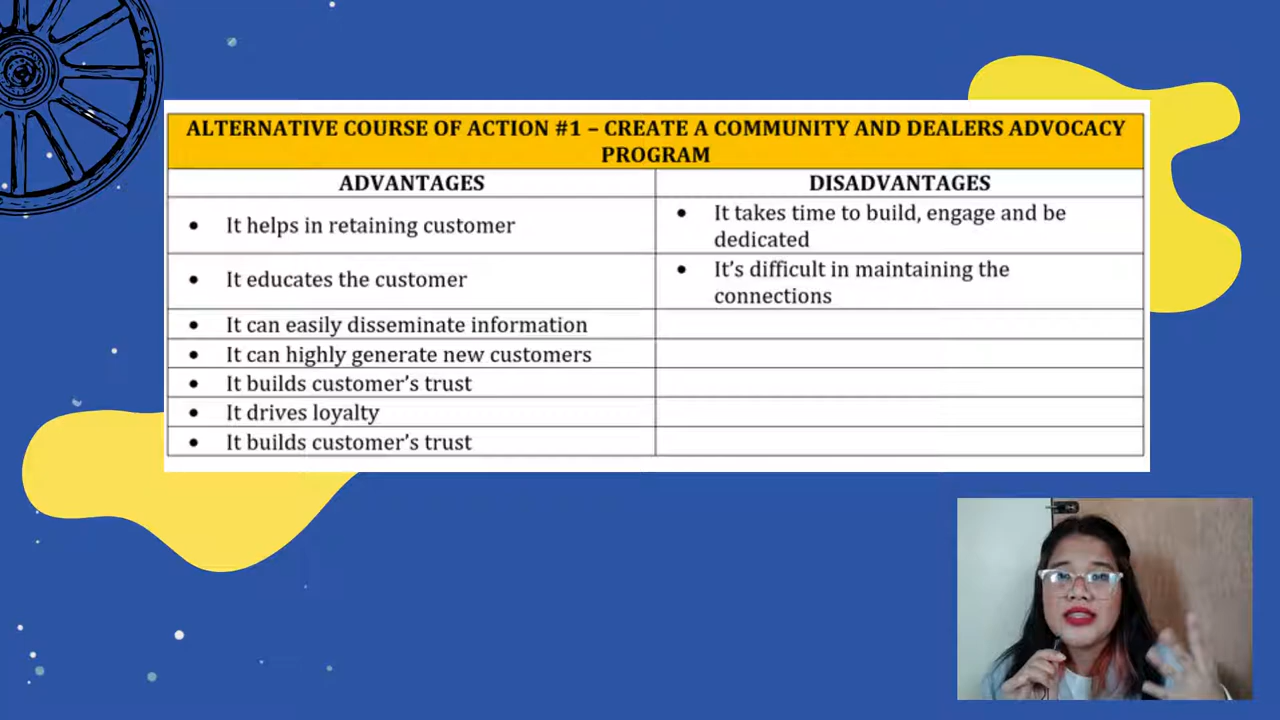 ALTERNATIVE COURSE OF ACTION #1 – CREATE A COMMUNITY AND DEALERS ADVOCACY
PROGRAM
ADVANTAGES
DISADVANTAGES
• It helps in retaining customer
• It takes time to build, engage and be
dedicated
• It educates the customer
• It’s difficult in maintaining the
connections
• It can easily disseminate information
• It can highly generate new customers
• It builds customer’s trust
• It drives loyalty
• It builds customer’s trust